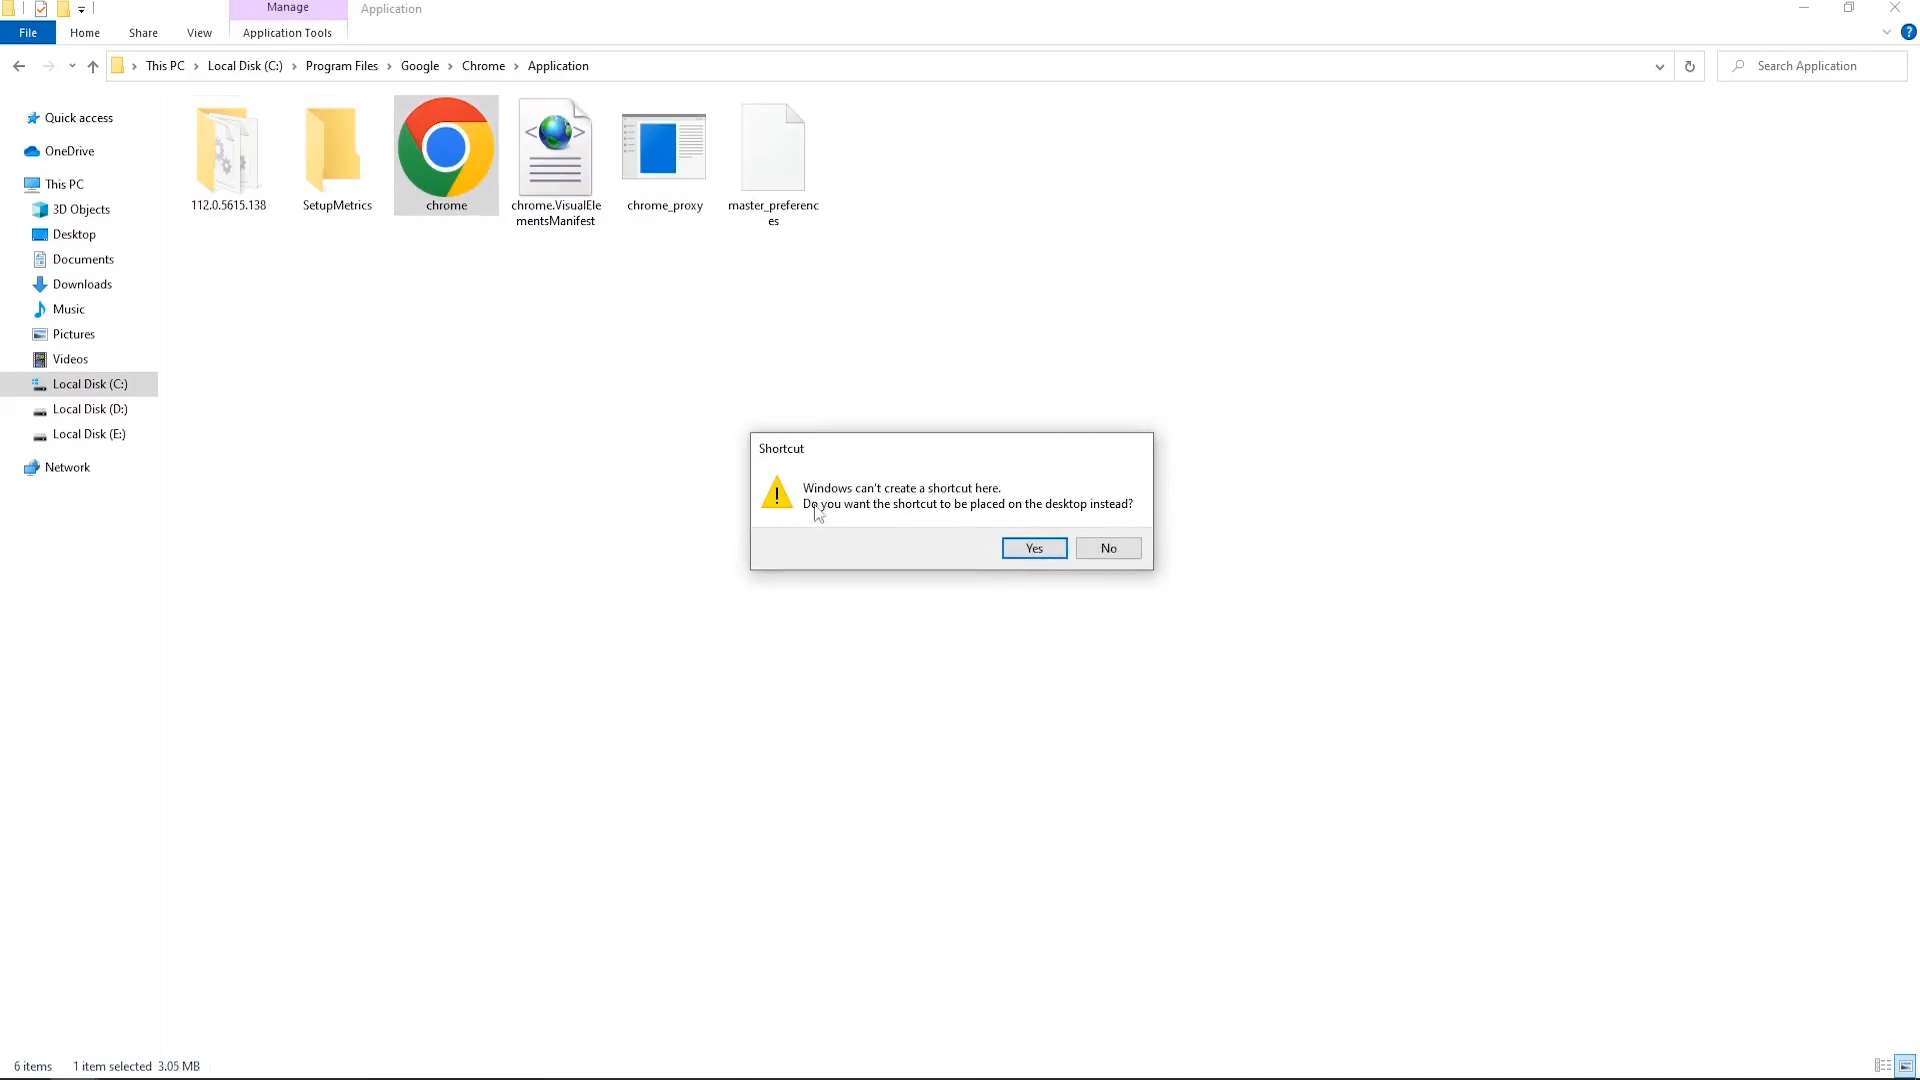 Manage
Application
File
Home
Share
View
Application Tools
?
This PC
Local Disk (C:)
Program Files
Google
Chrome
Application
Search Application
Quick access
OneDrive
This PC
3D Objects
Desktop
Documents
Downloads
Music
Pictures
Videos
Local Disk (C:)
Local Disk (D:)
Local Disk (E:)
Network
112.0.5615.138
SetupMetrics
chrome
chrome.VisualEle
mentsManifest
chrome_proxy
master_preferenc
es
Shortcut
Windows can't create a shortcut here.
Do you want the shortcut to be placed on the desktop instead?
Yes
No
6 items
1 item selected 3.05 MB